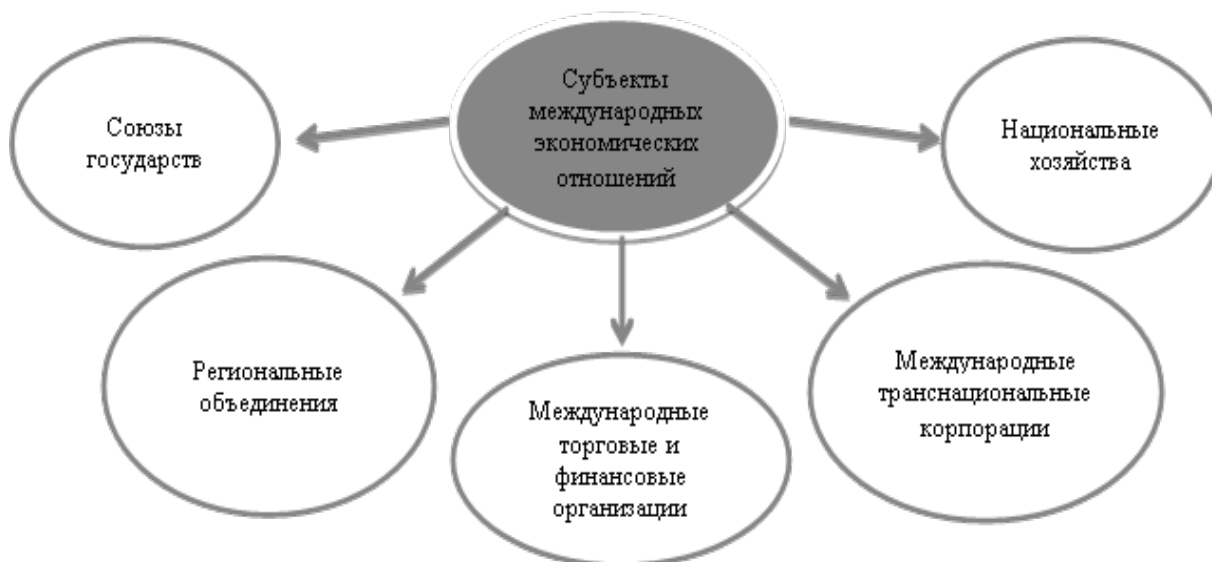 Субъекты
международных
экономических
отношений
Союзы
государств
Национальные
хозяйства
Региональные
объединения
Международные
торговые и
финансовые
организации
Международные
транснациональные
корпорации